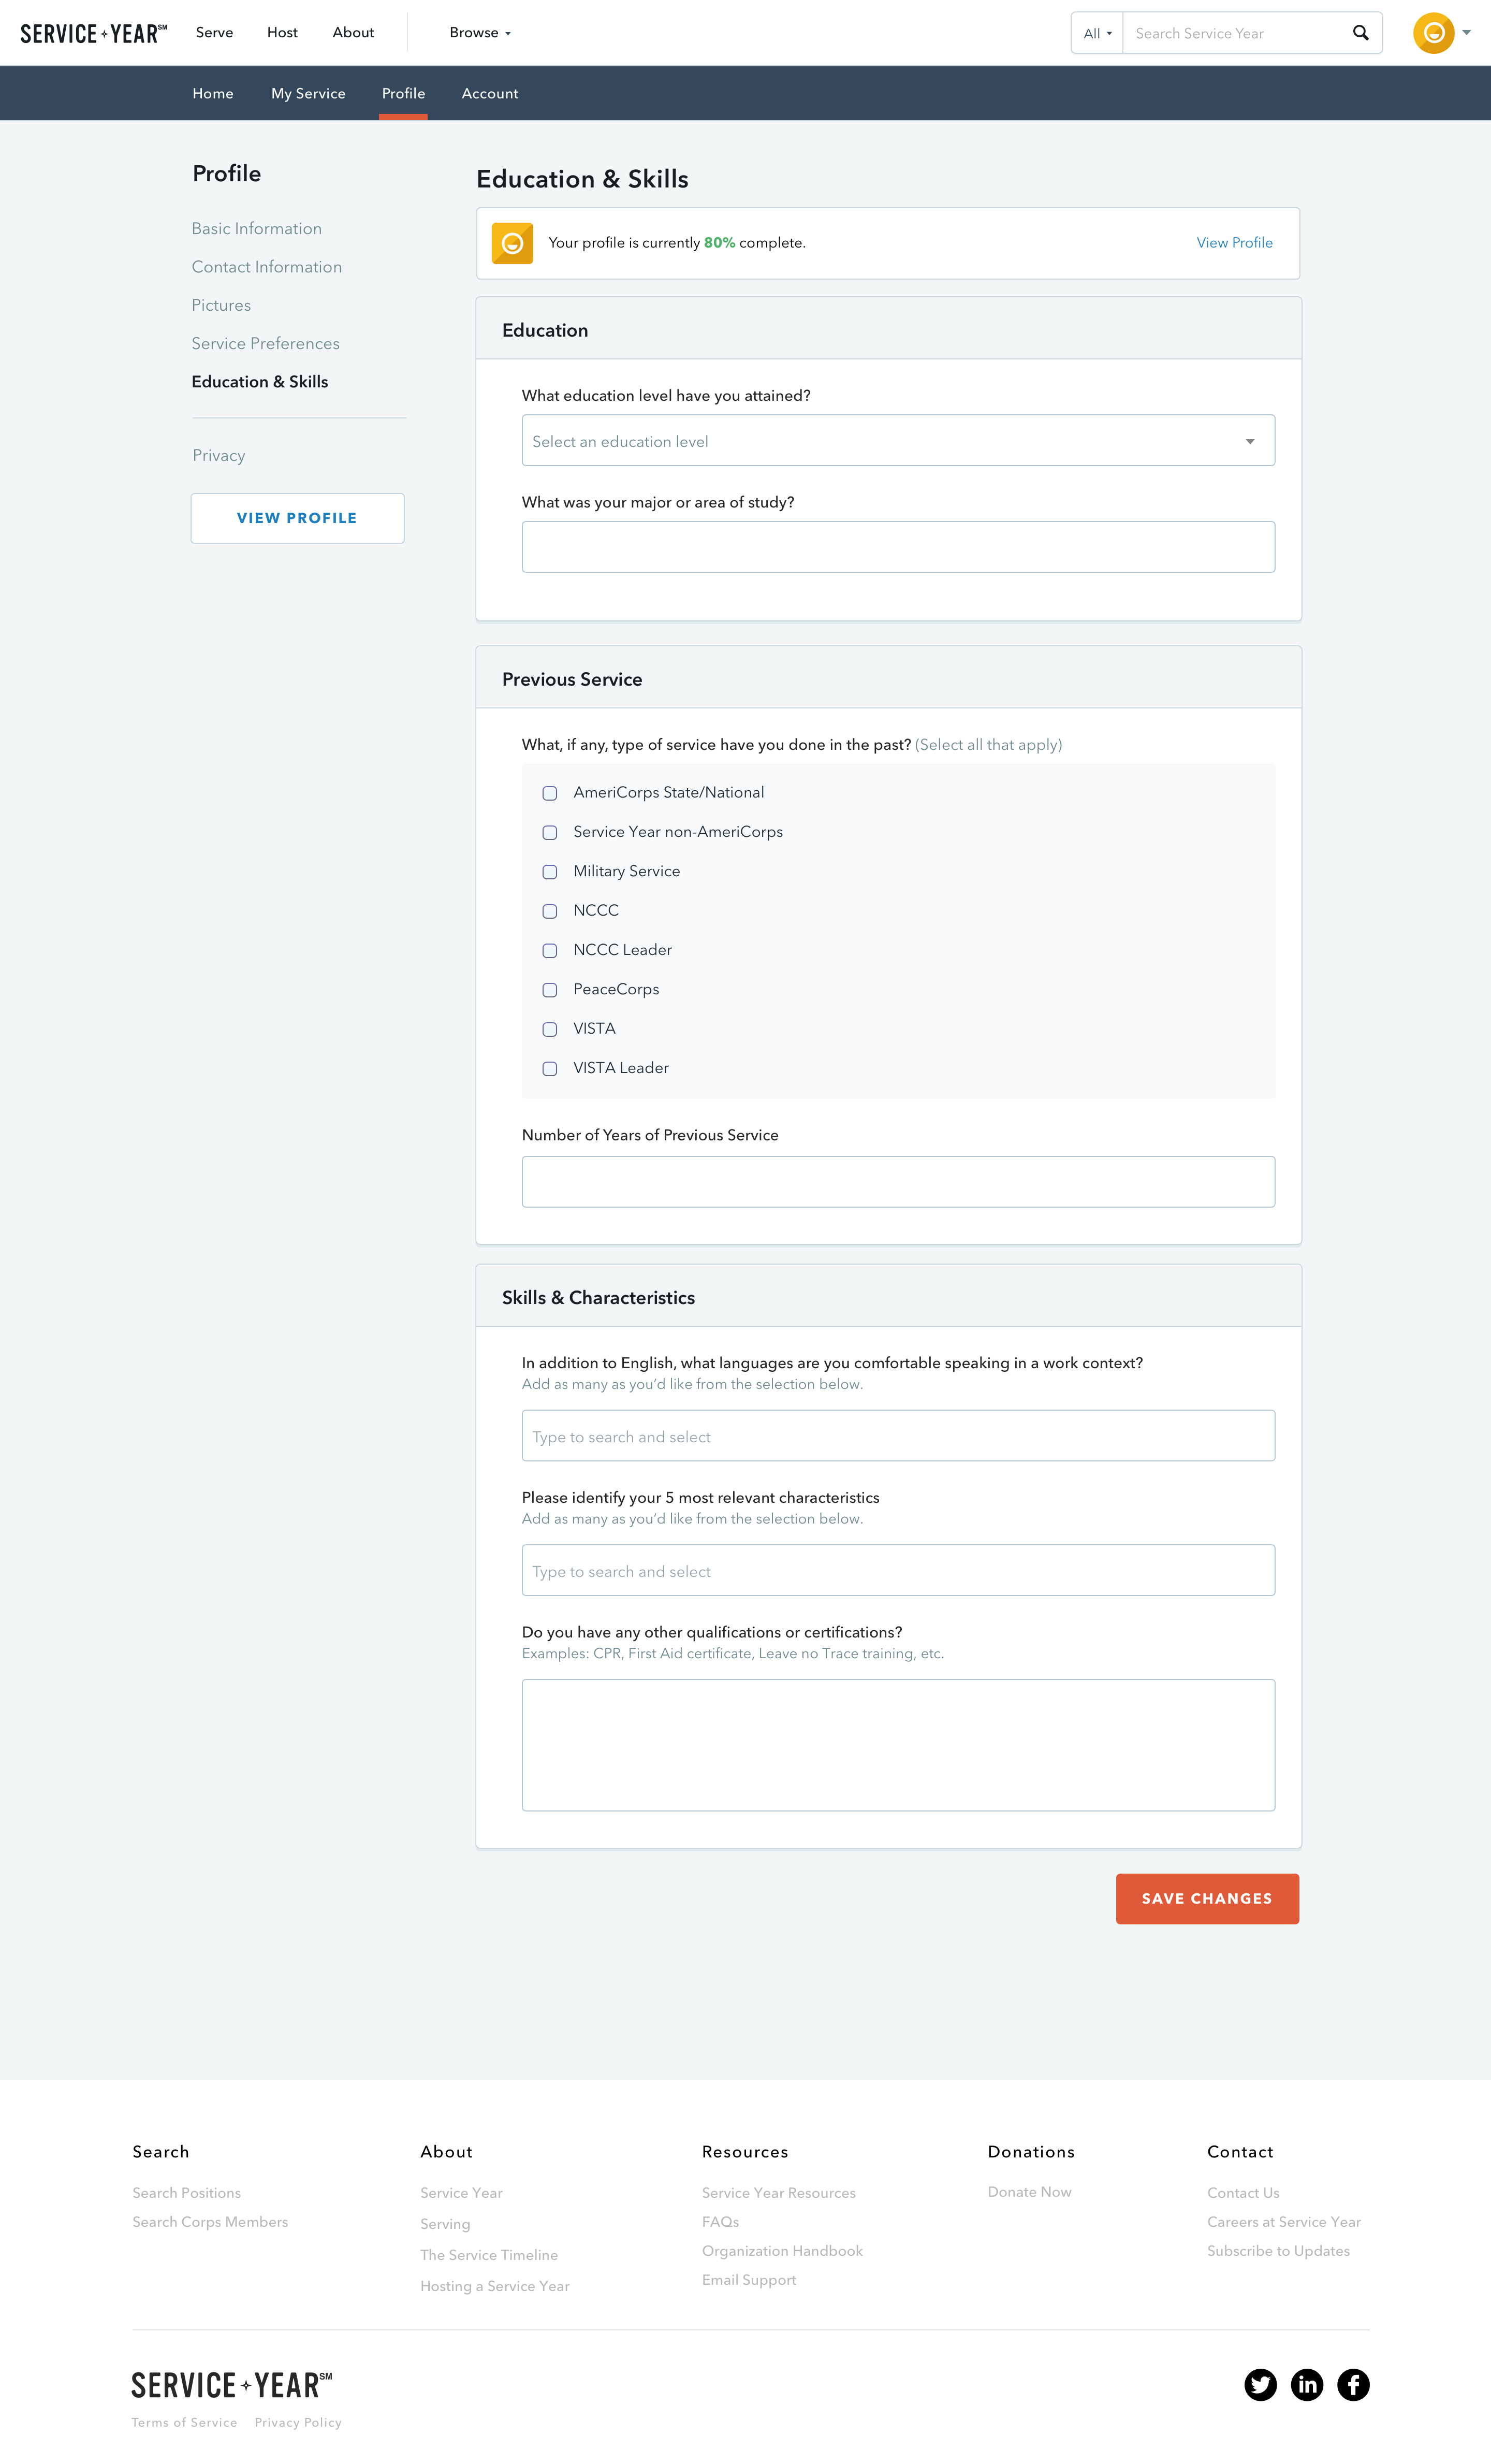 SERVICE+YEAR SM
Serve
Host
About
Browse
All
Search Service Year
Home
My Service
Profile
Account
Profile
Basic Information
Contact Information
Pictures
Service Preferences
Education & Skills
Privacy
VIEW PROFILE
Education & Skills
Your profile is currently 80% complete.
View Profile
Education
What education level have you attained?
Select an education level
What was your major or area of study?
Previous Service
What, if any, type of service have you done in the past? (Select all that apply)
AmeriCorps State/National
Service Year non-AmeriCorps
Military Service
NCCC
NCCC Leader
PeaceCorps
VISTA
VISTA Leader
Number of Years of Previous Service
Skills & Characteristics
In addition to English, what languages are you comfortable speaking in a work context?
Add as many as you’d like from the selection below.
Type to search and select
Please identify your 5 most relevant characteristics
Add as many as you’d like from the selection below.
Type to search and select
Do you have any other qualifications or certifications?
Examples: CPR, First Aid certificate, Leave no Trace training, etc.
SAVE CHANGES
Search
Search Positions
Search Corps Members
About
Service Year
Serving
The Service Timeline
Hosting a Service Year
Resources
Service Year Resources
FAQs
Organization Handbook
Email Support
Donations
Donate Now
Contact
Contact Us
Careers at Service Year
Subscribe to Updates
SERVICE+YEAR SM
Terms of Service
Privacy Policy